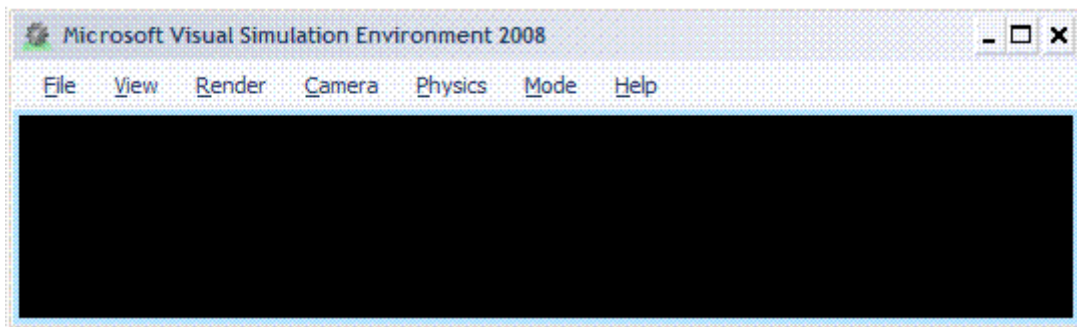 Microsoft Visual Simulation Environment 2008
File View Render Camera Physics Mode Help